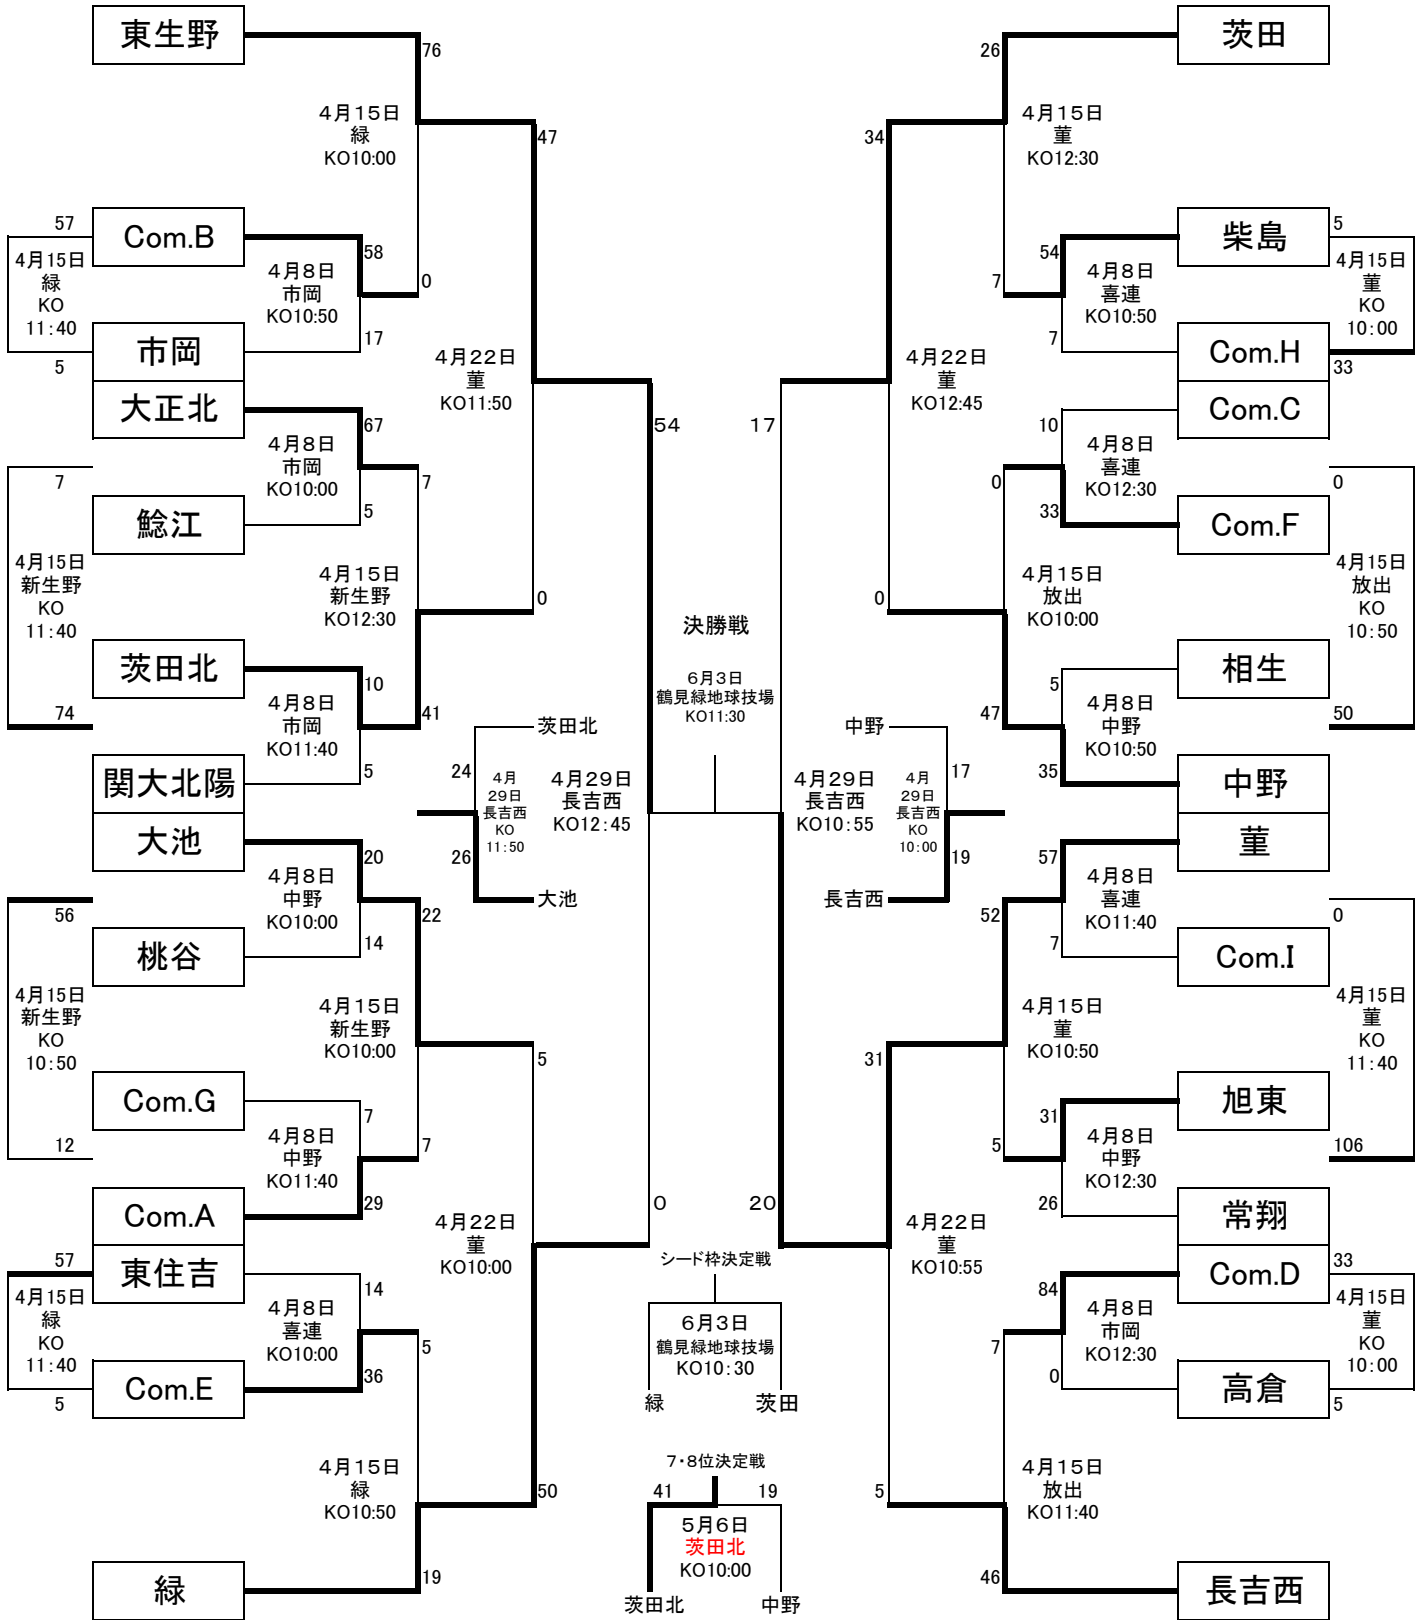 東生野
76
4月15日
緑
KO10:00
47
57
Com.B
58
4月15日
緑
KO
11:40
4月8日
市岡
KO10:50
0
市岡
17
5
4月22日
菫
KO11:50
大正北
67
4月8日
市岡
KO10:00
7
7
鯰江
5
4月15日
新生野
KO
11:40
4月15日
新生野
KO12:30
0
茨田北
10
74
4月8日
市岡
KO11:40
41
関大北陽
5
茨田北
24
4月
29日
長吉西
KO
11:50
26
大池
4月29日
長吉西
KO12:45
大池
20
4月8日
中野
KO10:00
56
22
桃谷
14
4月15日
新生野
KO
10:50
4月15日
新生野
KO10:00
5
Com.G
7
12
4月8日
中野
KO11:40
7
Com.A
29
4月22日
菫
KO10:00
57
東住吉
14
4月15日
緑
KO
11:40
4月8日
喜連
KO10:00
5
Com.E
36
5
4月15日
緑
KO10:50
50
緑
19
54
17
決勝戦
6月3日
鶴見緑地球技場
KO11:30
0
20
シード枠決定戦
6月3日
鶴見緑地球技場
KO10:30
緑
茨田
7・8位決定戦
41
19
5月6日
茨田北
KO10:00
茨田北
中野
茨田
26
4月15日
菫
KO12:30
34
柴島
5
54
4月8日
喜連
KO10:50
4月15日
菫
KO
10:00
7
7
Com.H
33
4月22日
菫
KO12:45
Com.C
10
4月8日
喜連
KO12:30
0
0
33
Com.F
4月15日
放出
KO10:00
4月15日
放出
KO
10:50
0
相生
5
47
4月8日
中野
KO10:50
50
35
中野
中野
17
4月29日
長吉西
KO10:55
4月
29日
長吉西
KO
10:00
19
長吉西
菫
57
4月8日
喜連
KO11:40
52
0
7
Com.I
4月15日
菫
KO10:50
4月15日
菫
KO
11:40
31
旭東
31
5
4月8日
中野
KO12:30
106
26
常翔
4月22日
菫
KO10:55
Com.D
33
84
4月8日
市岡
KO12:30
4月15日
菫
KO
10:00
7
0
高倉
5
4月15日
放出
KO11:40
5
46
長吉西